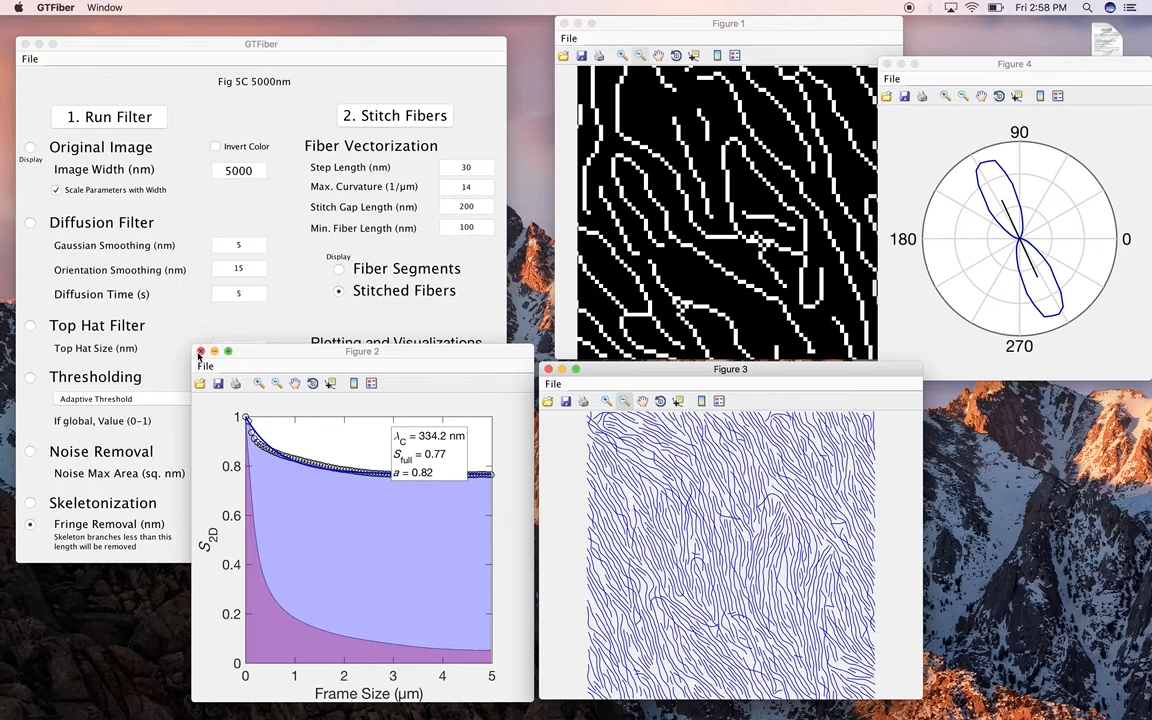 GTFiber Window
Fri 2:58 PM
GTFiber
File
Fig 5C 5000nm
1. Run Filter
2. Stitch Fibers
Display
Original Image
Invert Color
Image Width (nm)
5000
Scale Parameters with Width
Fiber Vectorization
Step Length (nm)
30
Max. Curvature (1/µm)
14
Stitch Gap Length (nm)
200
Min. Fiber Length (nm)
100
Diffusion Filter
Gaussian Smoothing (nm)
5
Orientation Smoothing (nm)
15
Diffusion Time (s)
5
Display
Fiber Segments
Stitched Fibers
Top Hat Filter
Top Hat Size (nm)
Thresholding
Adaptive Threshold
If global, Value (0-1)
Noise Removal
Noise Max Area (sq. nm)
Skeletonization
Fringe Removal (nm)
Skeleton branches less than this
length will be removed
Figure 1
File
Figure 4
File
90
180
0
270
Figure 2
File
1
0.8
0.6
0.4
0.2
0
S2D
λC = 334.2 nm
Sfull = 0.77
a = 0.82
0 1 2 3 4 5
Frame Size (µm)
Figure 3
File